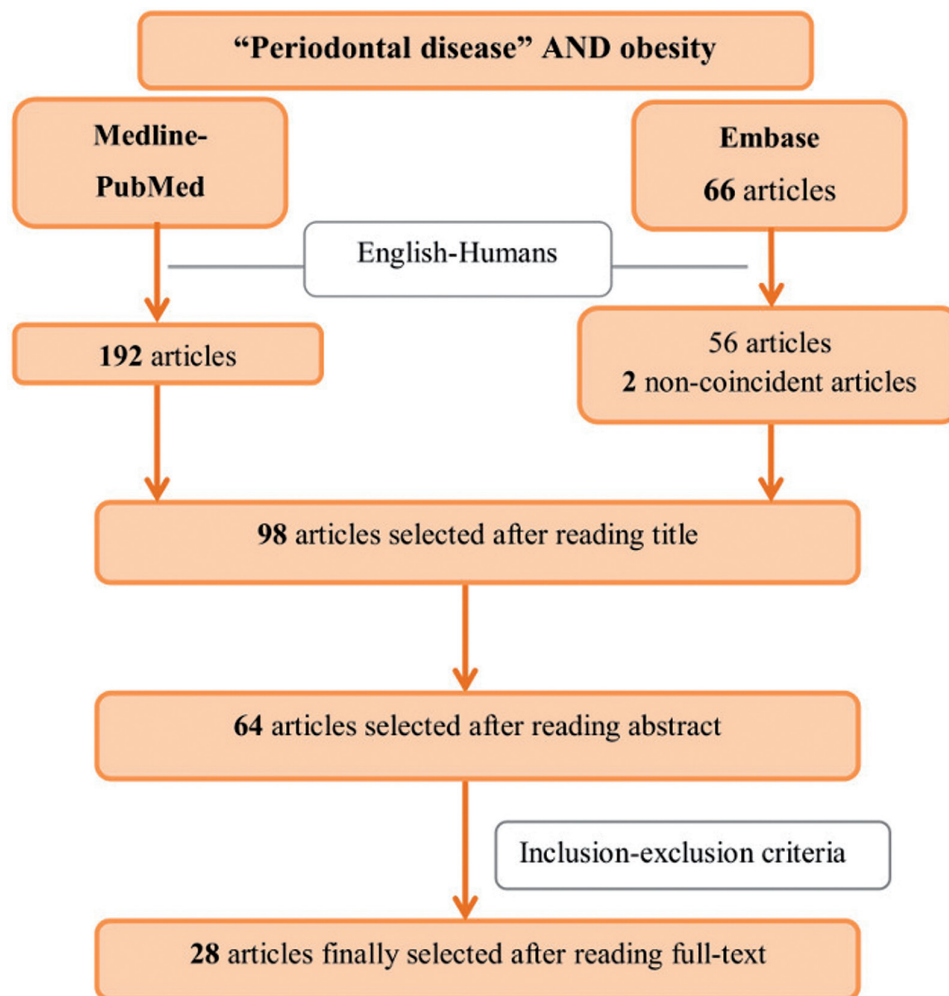 “Periodontal disease” AND obesity
Medline-
PubMed
Embase
66 articles
English-Humans
192 articles
56 articles
2 non-coincident articles
98 articles selected after reading title
64 articles selected after reading abstract
Inclusion-exclusion criteria
28 articles finally selected after reading full-text